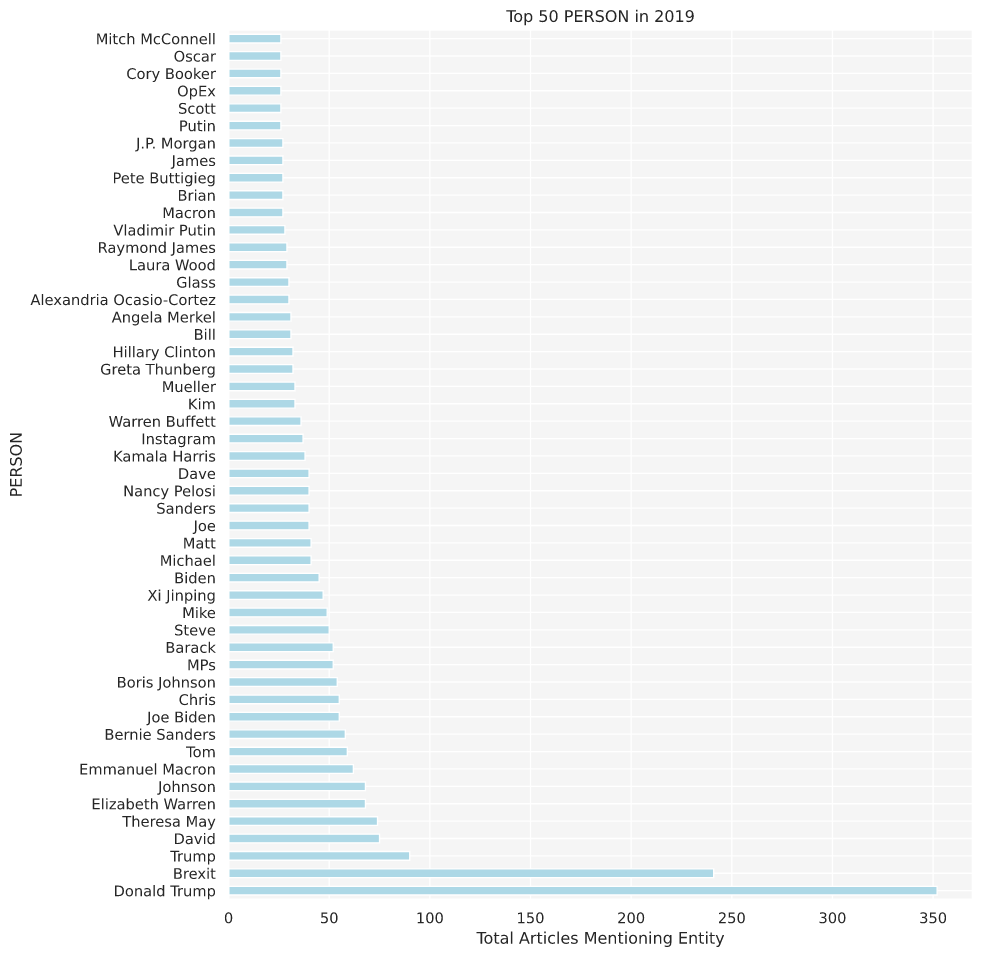 Top 50 PERSON in 2019
Mitch McConnell
Oscar
Cory Booker
OpEx
Scott
Putin
J.P. Morgan
James
Pete Buttigieg
Brian
Macron
Vladimir Putin
Raymond James
Laura Wood
Glass
Alexandria Ocasio-Cortez
Angela Merkel
Bill
Hillary Clinton
Greta Thunberg
Mueller
Kim
Warren Buffett
Instagram
Kamala Harris
Dave
Nancy Pelosi
Sanders
Joe
Matt
Michael
Biden
Xi Jinping
Mike
Steve
Barack
MPs
Boris Johnson
Chris
Joe Biden
Bernie Sanders
Tom
Emmanuel Macron
Johnson
Elizabeth Warren
Theresa May
David
Trump
Brexit
Donald Trump
PERSON
0 50 100 150 200 250 300 350
Total Articles Mentioning Entity